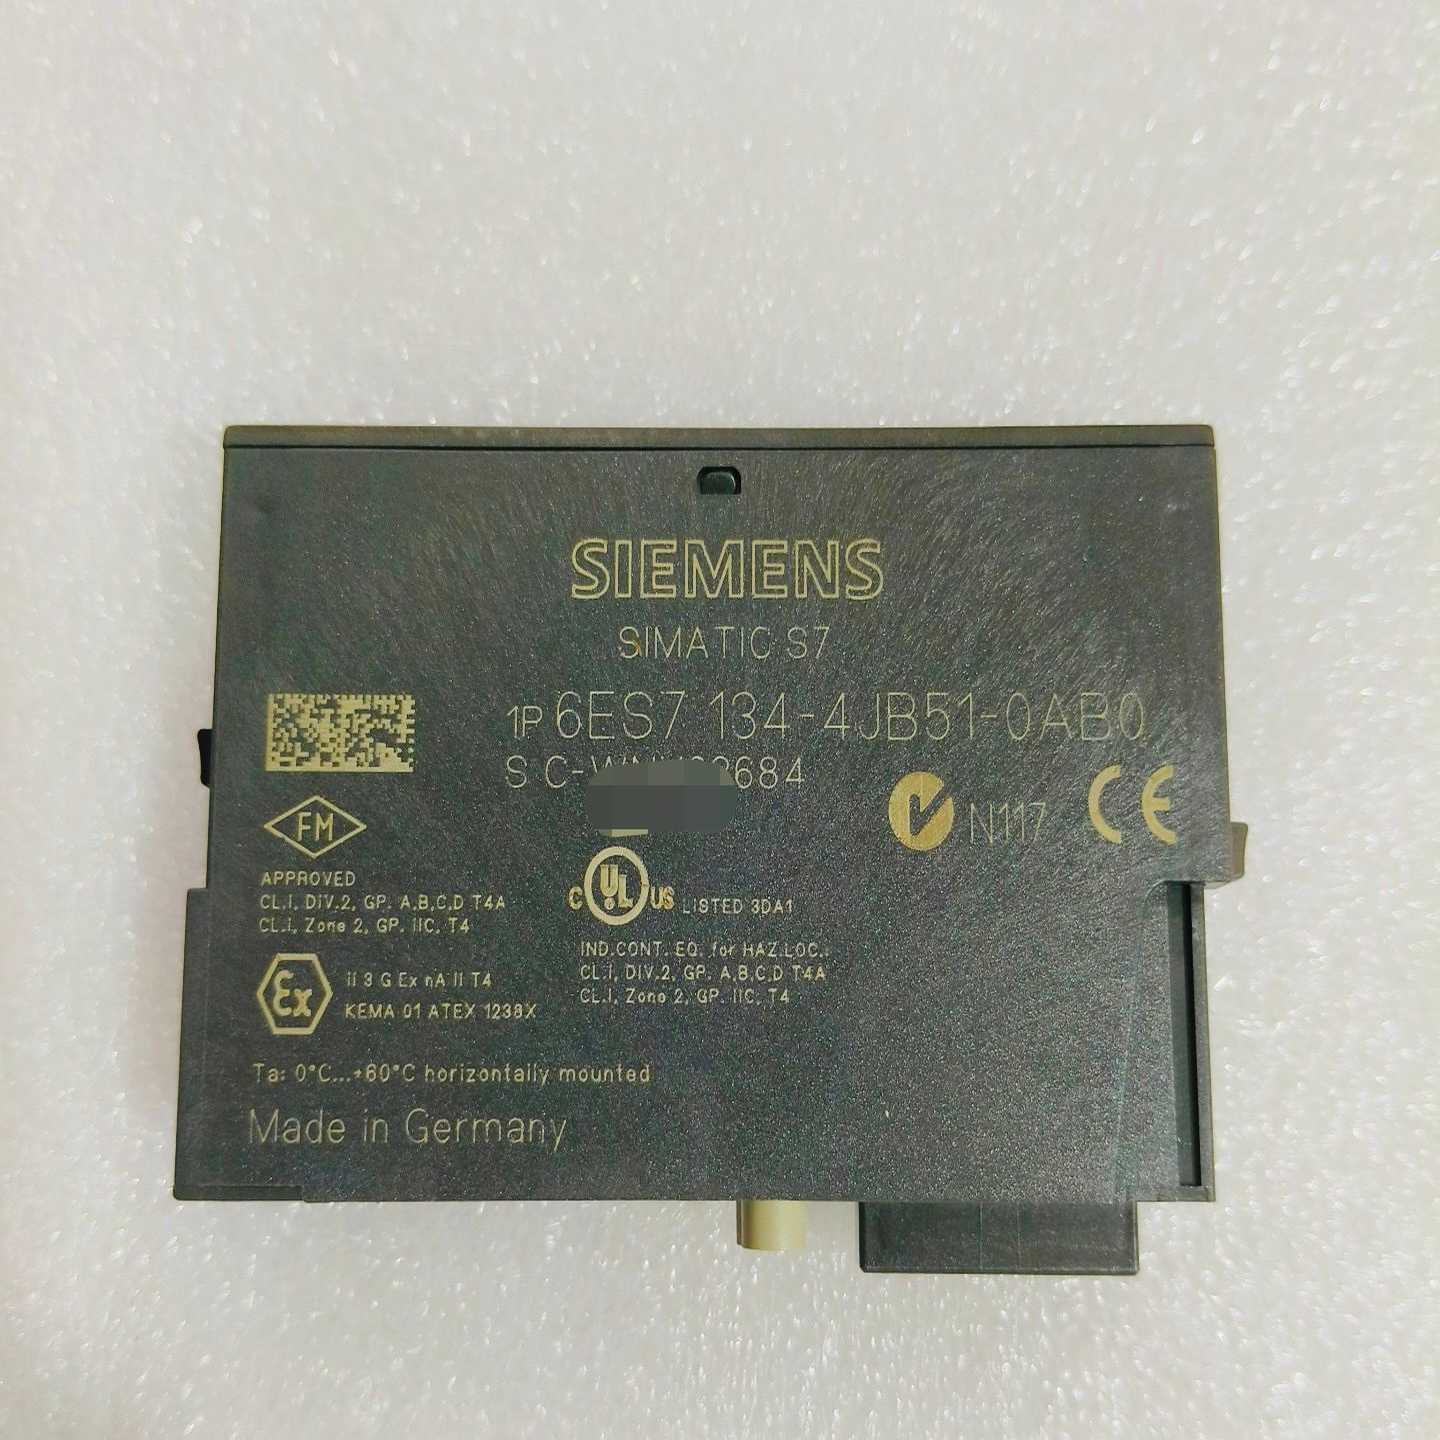 SIEMENS
SIMATIC S7
1P 6ES7 134-4JB51-0AB0
S C- 684
N117 CE
FM
APPROVED
CL.I, DIV.2, GP. A,B,C,D T4A
CL.I, Zone 2, GP. IIC, T4
C UL US LISTED 3DA1
IND.CONT. EQ. for HAZ.LOC.
CL.I, DIV.2, GP. A,B,C,D T4A
CL.I, Zone 2, GP. IIC, T4
Ex II 3 G Ex nA II T4
KEMA 01 ATEX 1238X
Ta: 0°C...+60°C horizontally mounted
Made in Germany